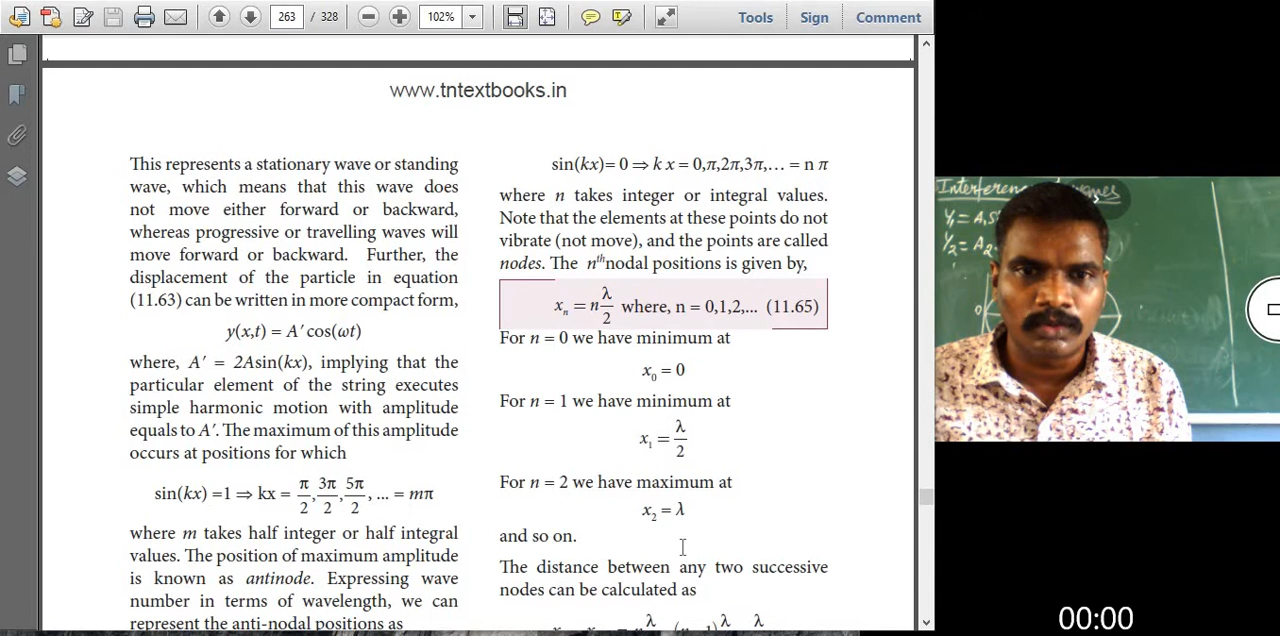 263 / 328
102%
Tools
Sign
Comment
www.tntextbooks.in
This represents a stationary wave or standing
wave, which means that this wave does
not move either forward or backward,
whereas progressive or travelling waves will
move forward or backward. Further, the
displacement of the particle in equation
(11.63) can be written in more compact form,
y(x,t) = A′ cos(ωt)
where, A′ = 2Asin(kx), implying that the
particular element of the string executes
simple harmonic motion with amplitude
equals to A′. The maximum of this amplitude
occurs at positions for which
sin(kx) =1 ⇒ kx = π/2, 3π/2, 5π/2, ... = mπ
where m takes half integer or half integral
values. The position of maximum amplitude
is known as antinode. Expressing wave
number in terms of wavelength, we can
represent the anti-nodal positions as
sin(kx)= 0 ⇒ k x = 0,π,2π,3π,… = n π
where n takes integer or integral values.
Note that the elements at these points do not
vibrate (not move), and the points are called
nodes. The nth nodal positions is given by,
xn = n λ/2 where, n = 0,1,2,... (11.65)
For n = 0 we have minimum at
x0 = 0
For n = 1 we have minimum at
x1 = λ/2
For n = 2 we have maximum at
x2 = λ
and so on.
The distance between any two successive
nodes can be calculated as
Y1 = A1 S
Y2 = A2
00:00